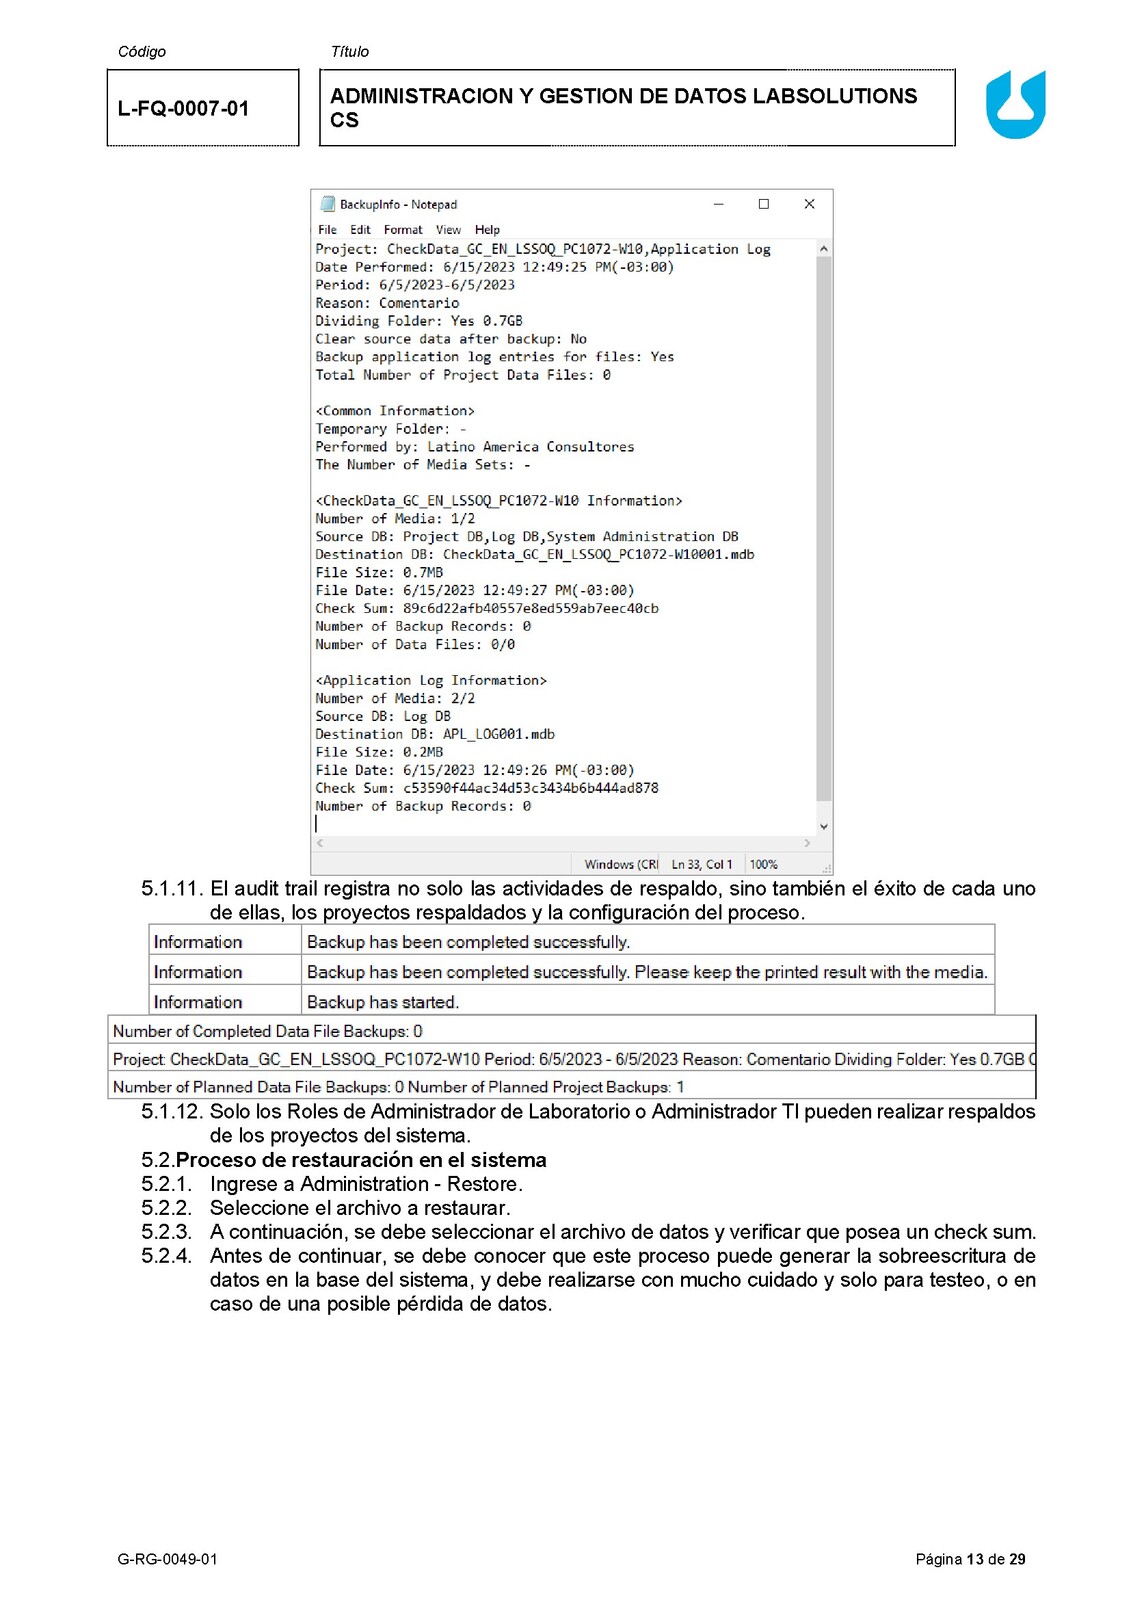 Código
Título
L-FQ-0007-01
ADMINISTRACION Y GESTION DE DATOS LABSOLUTIONS
CS
BackupInfo - Notepad
File Edit Format View Help
Project: CheckData_GC_EN_LSSOQ_PC1072-W10,Application Log
Date Performed: 6/15/2023 12:49:25 PM(-03:00)
Period: 6/5/2023-6/5/2023
Reason: Comentario
Dividing Folder: Yes 0.7GB
Clear source data after backup: No
Backup application log entries for files: Yes
Total Number of Project Data Files: 0
<Common Information>
Temporary Folder: -
Performed by: Latino America Consultores
The Number of Media Sets: -
<CheckData_GC_EN_LSSOQ_PC1072-W10 Information>
Number of Media: 1/2
Source DB: Project DB,Log DB,System Administration DB
Destination DB: CheckData_GC_EN_LSSOQ_PC1072-W10001.mdb
File Size: 0.7MB
File Date: 6/15/2023 12:49:27 PM(-03:00)
Check Sum: 89c6d22afb40557e8ed559ab7eec40cb
Number of Backup Records: 0
Number of Data Files: 0/0
<Application Log Information>
Number of Media: 2/2
Source DB: Log DB
Destination DB: APL_LOG001.mdb
File Size: 0.2MB
File Date: 6/15/2023 12:49:26 PM(-03:00)
Check Sum: c53590f44ac34d53c3434b6b444ad878
Number of Backup Records: 0
Windows (CRI Ln 33, Col 1 100%
5.1.11. El audit trail registra no solo las actividades de respaldo, sino también el éxito de cada uno
de ellas, los proyectos respaldados y la configuración del proceso.
Information Backup has been completed successfully.
Information Backup has been completed successfully. Please keep the printed result with the media.
Information Backup has started.
Number of Completed Data File Backups: 0
Project: CheckData_GC_EN_LSSOQ_PC1072-W10 Period: 6/5/2023 - 6/5/2023 Reason: Comentario Dividing Folder: Yes 0.7GB C
Number of Planned Data File Backups: 0 Number of Planned Project Backups: 1
5.1.12. Solo los Roles de Administrador de Laboratorio o Administrador TI pueden realizar respaldos
de los proyectos del sistema.
5.2.Proceso de restauración en el sistema
5.2.1. Ingrese a Administration - Restore.
5.2.2. Seleccione el archivo a restaurar.
5.2.3. A continuación, se debe seleccionar el archivo de datos y verificar que posea un check sum.
5.2.4. Antes de continuar, se debe conocer que este proceso puede generar la sobreescritura de
datos en la base del sistema, y debe realizarse con mucho cuidado y solo para testeo, o en
caso de una posible pérdida de datos.
G-RG-0049-01
Página 13 de 29